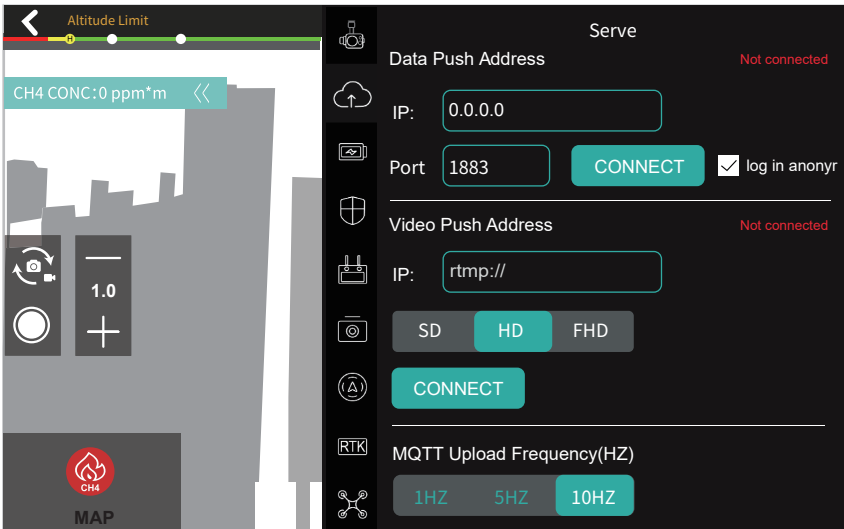 Altitude Limit
H
CH4 CONC:0 ppm*m
1.0
CH4
MAP
RTK
Serve
Data Push Address
Not connected
IP:
0.0.0.0
Port
1883
CONNECT
log in anonyr
Video Push Address
Not connected
IP:
rtmp://
SD
HD
FHD
CONNECT
MQTT Upload Frequency(HZ)
1HZ
5HZ
10HZ